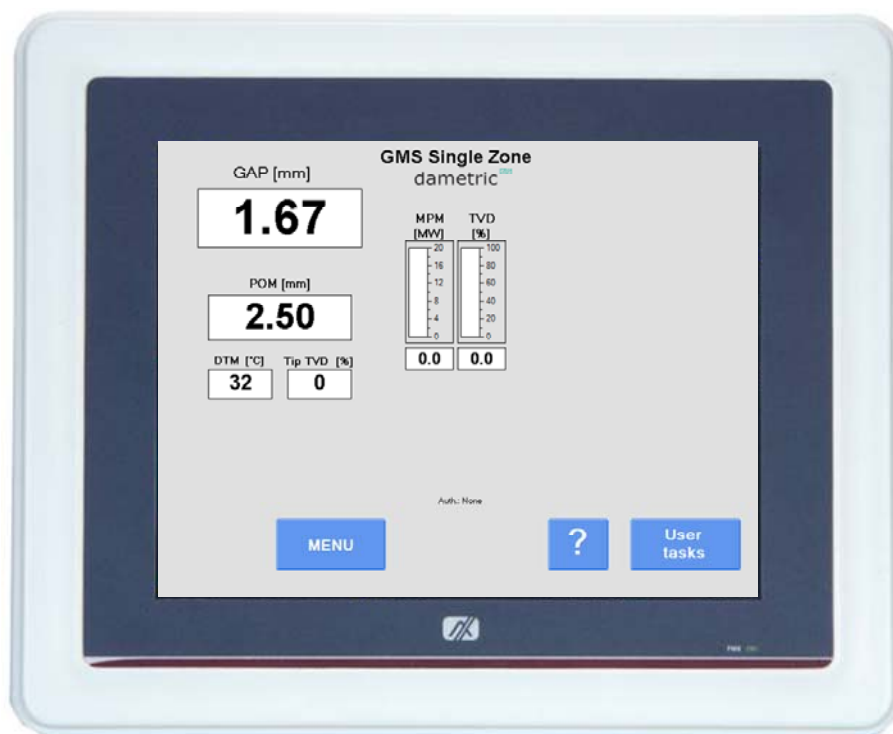 GMS Single Zone
dametric
GAP [mm]
1.67
POM [mm]
2.50
DTM [°C]
32
Tip TVD [%]
0
MPM
[MW]
20
16
12
8
4
0
0.0
TVD
[%]
100
80
60
40
20
0
0.0
Auth.: None
MENU
?
User
tasks